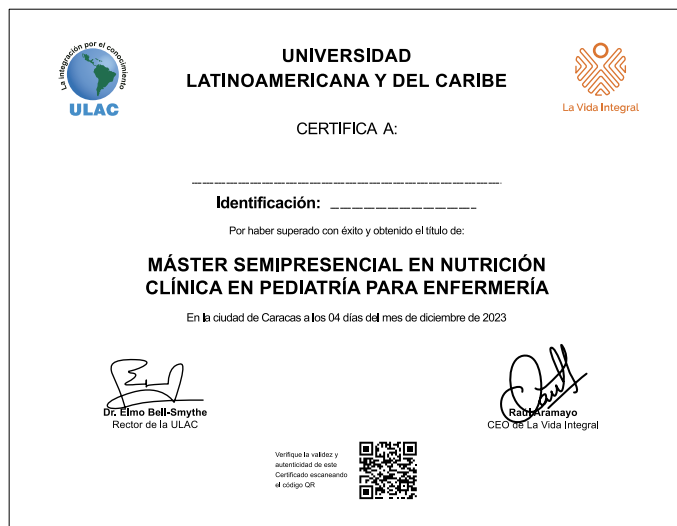 La integración por el conocimiento
ULAC
UNIVERSIDAD
LATINOAMERICANA Y DEL CARIBE
La Vida Integral
CERTIFICA A:
Identificación:
Por haber superado con éxito y obtenido el título de:
MÁSTER SEMIPRESENCIAL EN NUTRICIÓN
CLÍNICA EN PEDIATRÍA PARA ENFERMERÍA
En la ciudad de Caracas a los 04 días del mes de diciembre de 2023
Dr. Elmo Bell-Smythe
Rector de la ULAC
Raúl Aramayo
CEO de La Vida Integral
Verifique la validez y
autenticidad de este
Certificado escaneando
el código QR